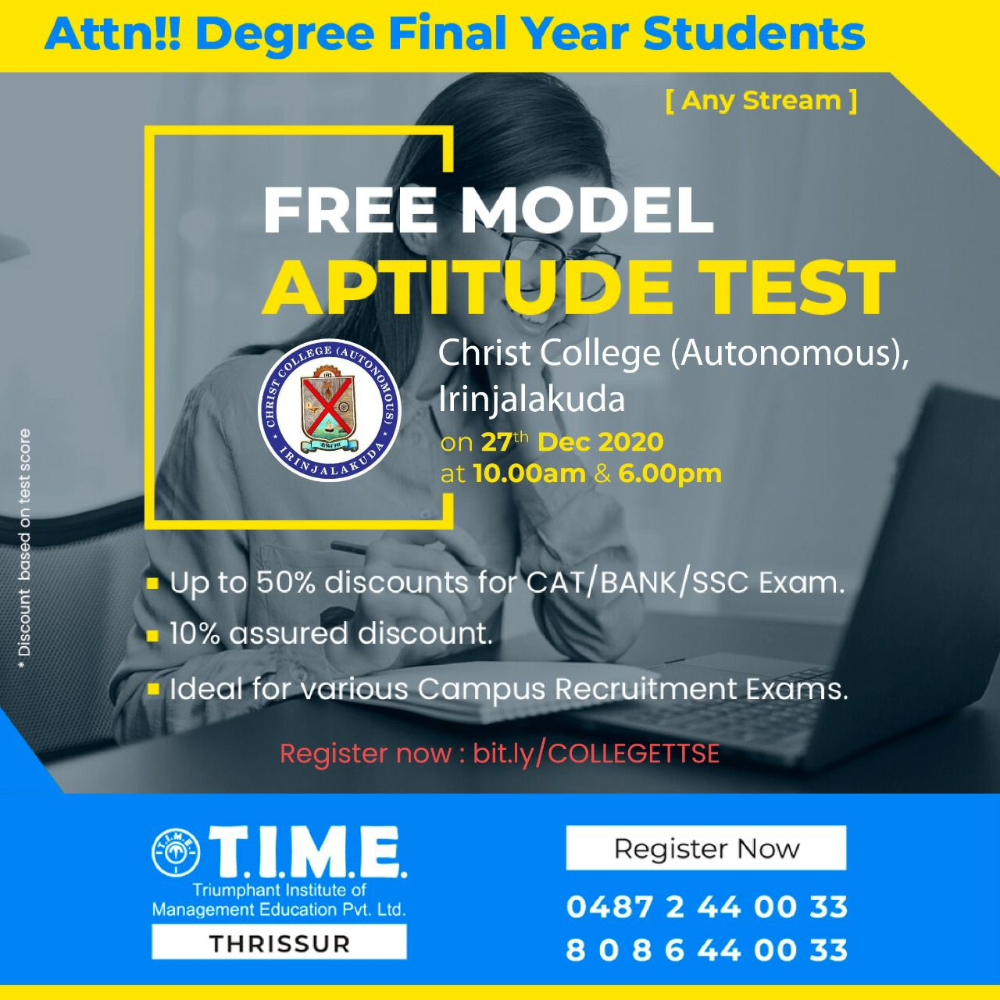 Attn!! Degree Final Year Students
[ Any Stream ]
FREE MODEL
APTITUDE TEST
CHRIST COLLEGE (AUTONOMOUS)
IHS
• IRINJALAKUDA •
Christ College (Autonomous),
Irinjalakuda
on 27th Dec 2020
at 10.00am & 6.00pm
Up to 50% discounts for CAT/BANK/SSC Exam.
10% assured discount.
Ideal for various Campus Recruitment Exams.
* Discount based on test score
Register now : bit.ly/COLLEGETTSE
T.I.M.E.
T.I.M.E.
Triumphant Institute of
Management Education Pvt. Ltd.
THRISSUR
Register Now
0487 2 44 00 33
8 0 8 6 44 00 33